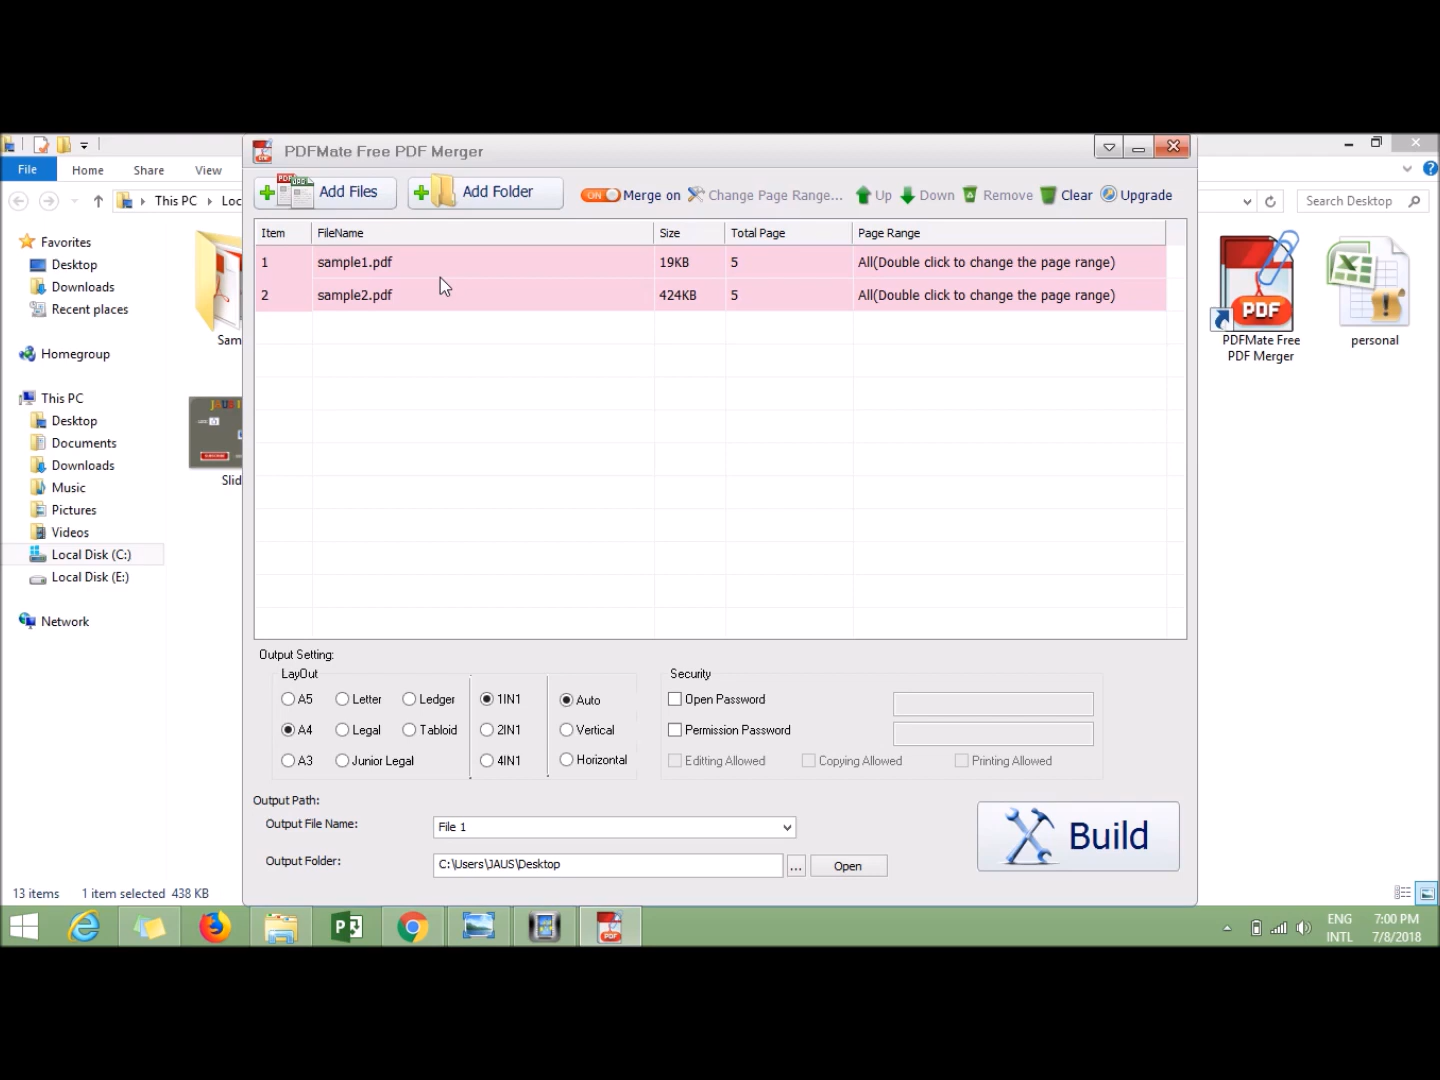 PDFMate Free PDF Merger
File Home Share View
Add Files Add Folder ON Merge on Change Page Range... Up Down Remove Clear Upgrade
This PC Loc
Search Desktop
Item FileName Size Total Page Page Range
1 sample1.pdf 19KB 5 All(Double click to change the page range)
2 sample2.pdf 424KB 5 All(Double click to change the page range)
Favorites
Desktop
Downloads
Recent places
Homegroup
This PC
Desktop
Documents
Downloads
Music
Pictures
Videos
Local Disk (C:)
Local Disk (E:)
Network
Sam
Slid
PDF
PDFMate Free
PDF Merger
personal
Output Setting:
LayOut
A5 Letter Ledger 1IN1 Auto
A4 Legal Tabloid 2IN1 Vertical
A3 Junior Legal 4IN1 Horizontal
Security
Open Password
Permission Password
Editting Allowed Copying Allowed Printing Allowed
Output Path:
Output File Name: File 1
Output Folder: C:\Users\JAUS\Desktop ... Open
Build
13 items 1 item selected 438 KB
ENG 7:00 PM
INTL 7/8/2018